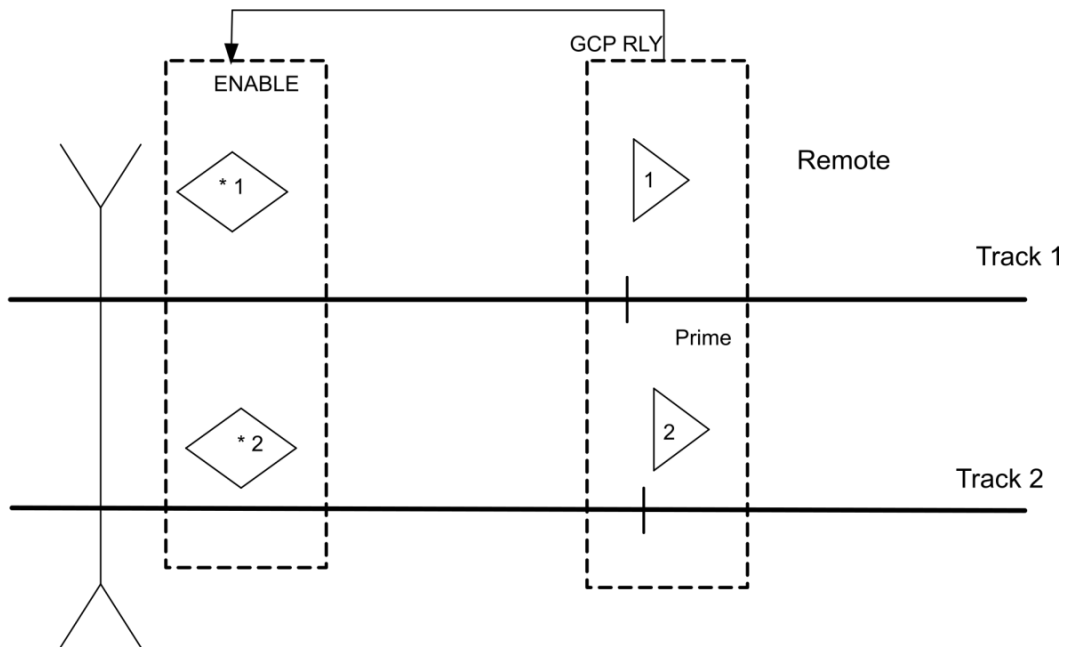 GCP RLY
ENABLE
* 1
1
Remote
Track 1
Prime
* 2
2
Track 2